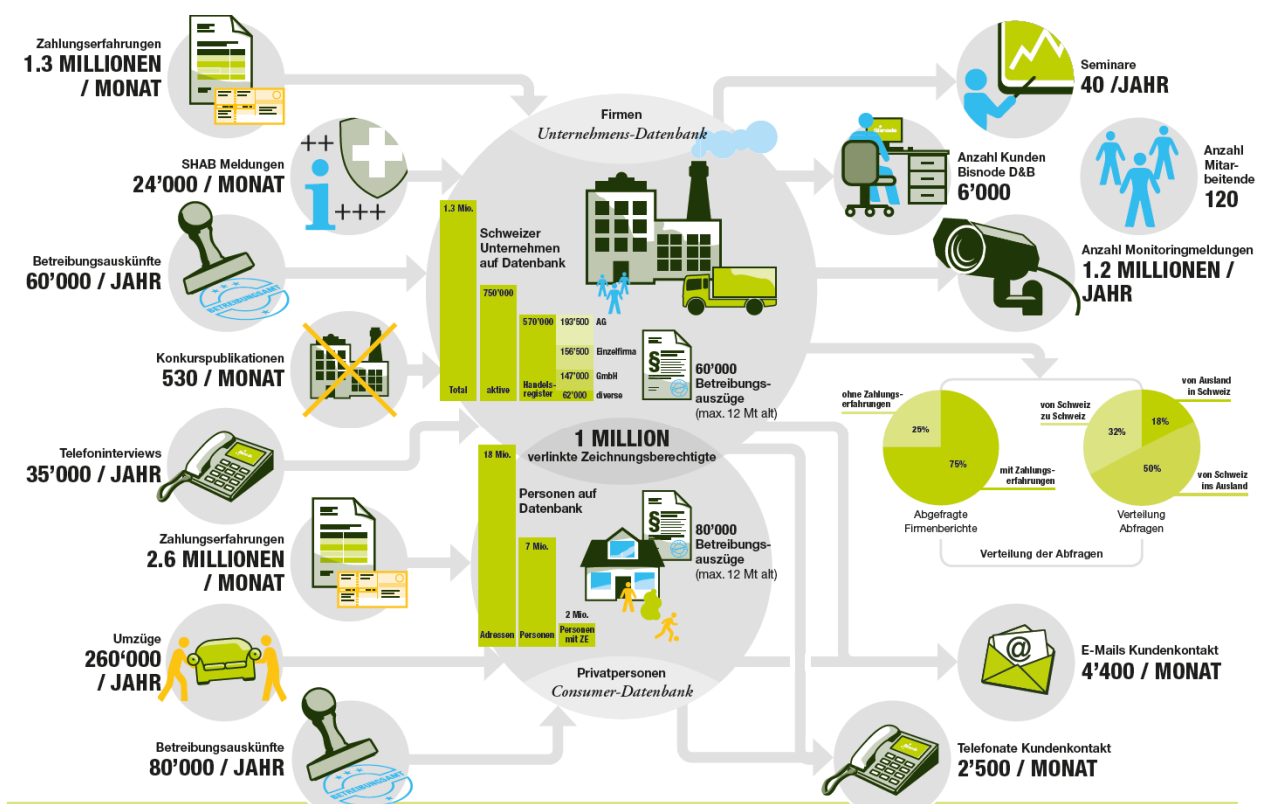 Zahlungserfahrungen
1.3 MILLIONEN
/ MONAT
SHAB Meldungen
24’000 / MONAT
++
i
+++
Betreibungsauskünfte
60’000 / JAHR
BETREIBUNGSAMT
Konkurspublikationen
530 / MONAT
Telefoninterviews
35’000 / JAHR
Zahlungserfahrungen
2.6 MILLIONEN
/ MONAT
Umzüge
260‘000
/ JAHR
Betreibungsauskünfte
80’000 / JAHR
BETREIBUNGSAMT
Firmen
Unternehmens-Datenbank
1.3 Mio.
Schweizer
Unternehmen
auf Datenbank
750’000
570’000
193’500 AG
156’500 Einzelfirma
147’000 GmbH
62’000 diverse
Total
aktive
Handels-
register
§
60’000
Betreibungs-
auszüge
(max. 12 Mt alt)
1 MILLION
verlinkte Zeichnungsberechtigte
18 Mio.
Personen auf
Datenbank
7 Mio.
2 Mio.
Adressen
Personen
Personen
mit ZE
§
80’000
Betreibungs-
auszüge
(max. 12 Mt alt)
Privatpersonen
Consumer-Datenbank
Seminare
40 /JAHR
Bisnode
Anzahl Kunden
Bisnode D&B
6’000
Anzahl
Mitar-
beitende
120
Anzahl Monitoringmeldungen
1.2 MILLIONEN /
JAHR
ohne Zahlungs-
erfahrungen
25%
75%
mit Zahlungs-
erfahrungen
Abgefragte
Firmenberichte
von Schweiz
zu Schweiz
von Ausland
in Schweiz
32%
18%
50%
von Schweiz
ins Ausland
Verteilung
Abfragen
Verteilung der Abfragen
@
E-Mails Kundenkontakt
4’400 / MONAT
Telefonate Kundenkontakt
2’500 / MONAT